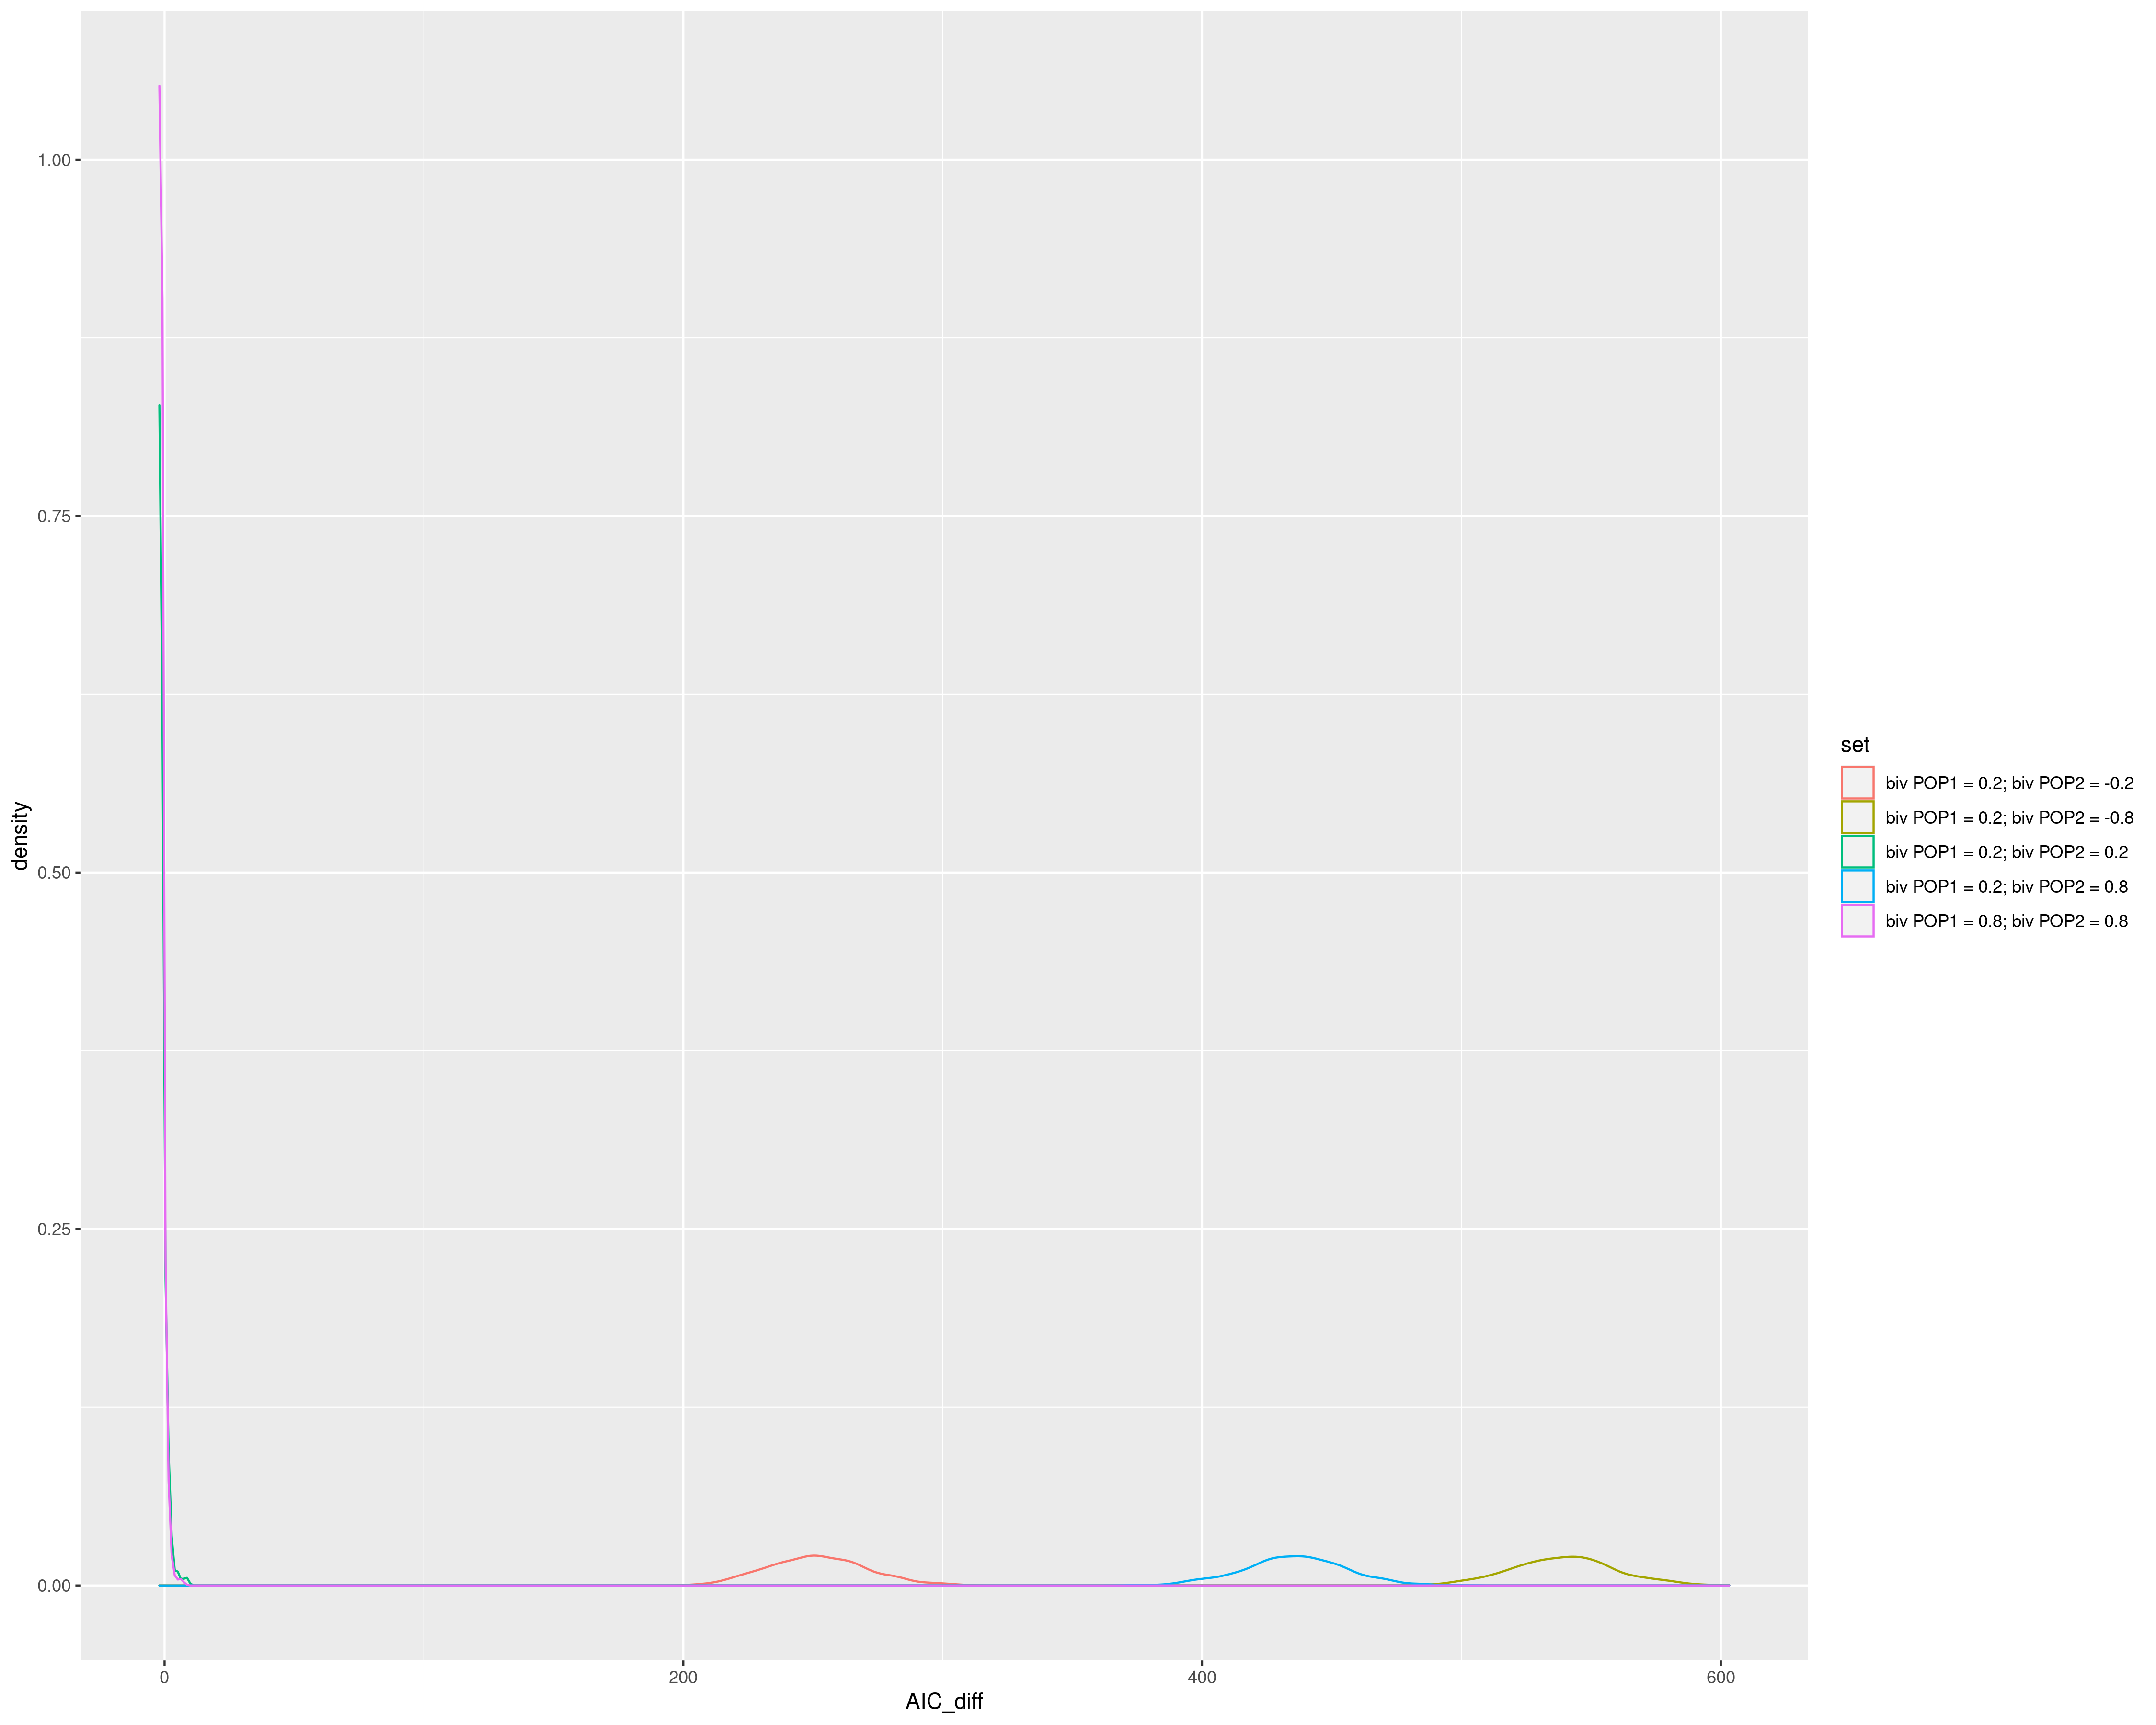 1.00
0.75
0.50
0.25
0.00
density
0
200
400
600
AIC_diff
set
biv POP1 = 0.2; biv POP2 = -0.2
biv POP1 = 0.2; biv POP2 = -0.8
biv POP1 = 0.2; biv POP2 = 0.2
biv POP1 = 0.2; biv POP2 = 0.8
biv POP1 = 0.8; biv POP2 = 0.8